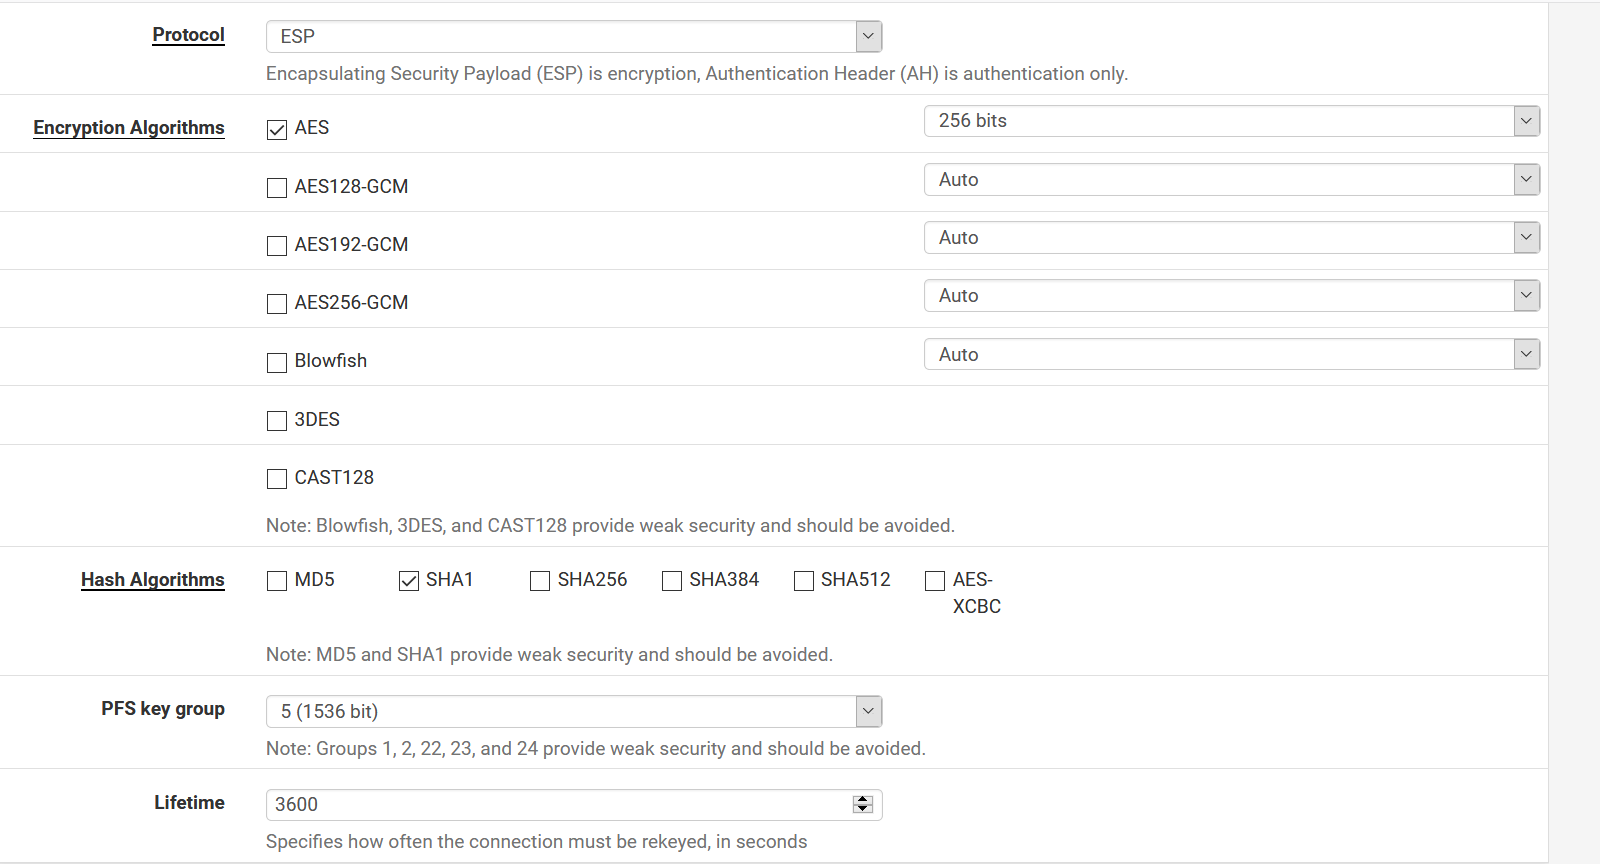 Protocol
ESP
Encapsulating Security Payload (ESP) is encryption, Authentication Header (AH) is authentication only.
Encryption Algorithms
AES
256 bits
AES128-GCM
Auto
AES192-GCM
Auto
AES256-GCM
Auto
Blowfish
Auto
3DES
CAST128
Note: Blowfish, 3DES, and CAST128 provide weak security and should be avoided.
Hash Algorithms
MD5
SHA1
SHA256
SHA384
SHA512
AES-
XCBC
Note: MD5 and SHA1 provide weak security and should be avoided.
PFS key group
5 (1536 bit)
Note: Groups 1, 2, 22, 23, and 24 provide weak security and should be avoided.
Lifetime
3600
Specifies how often the connection must be rekeyed, in seconds